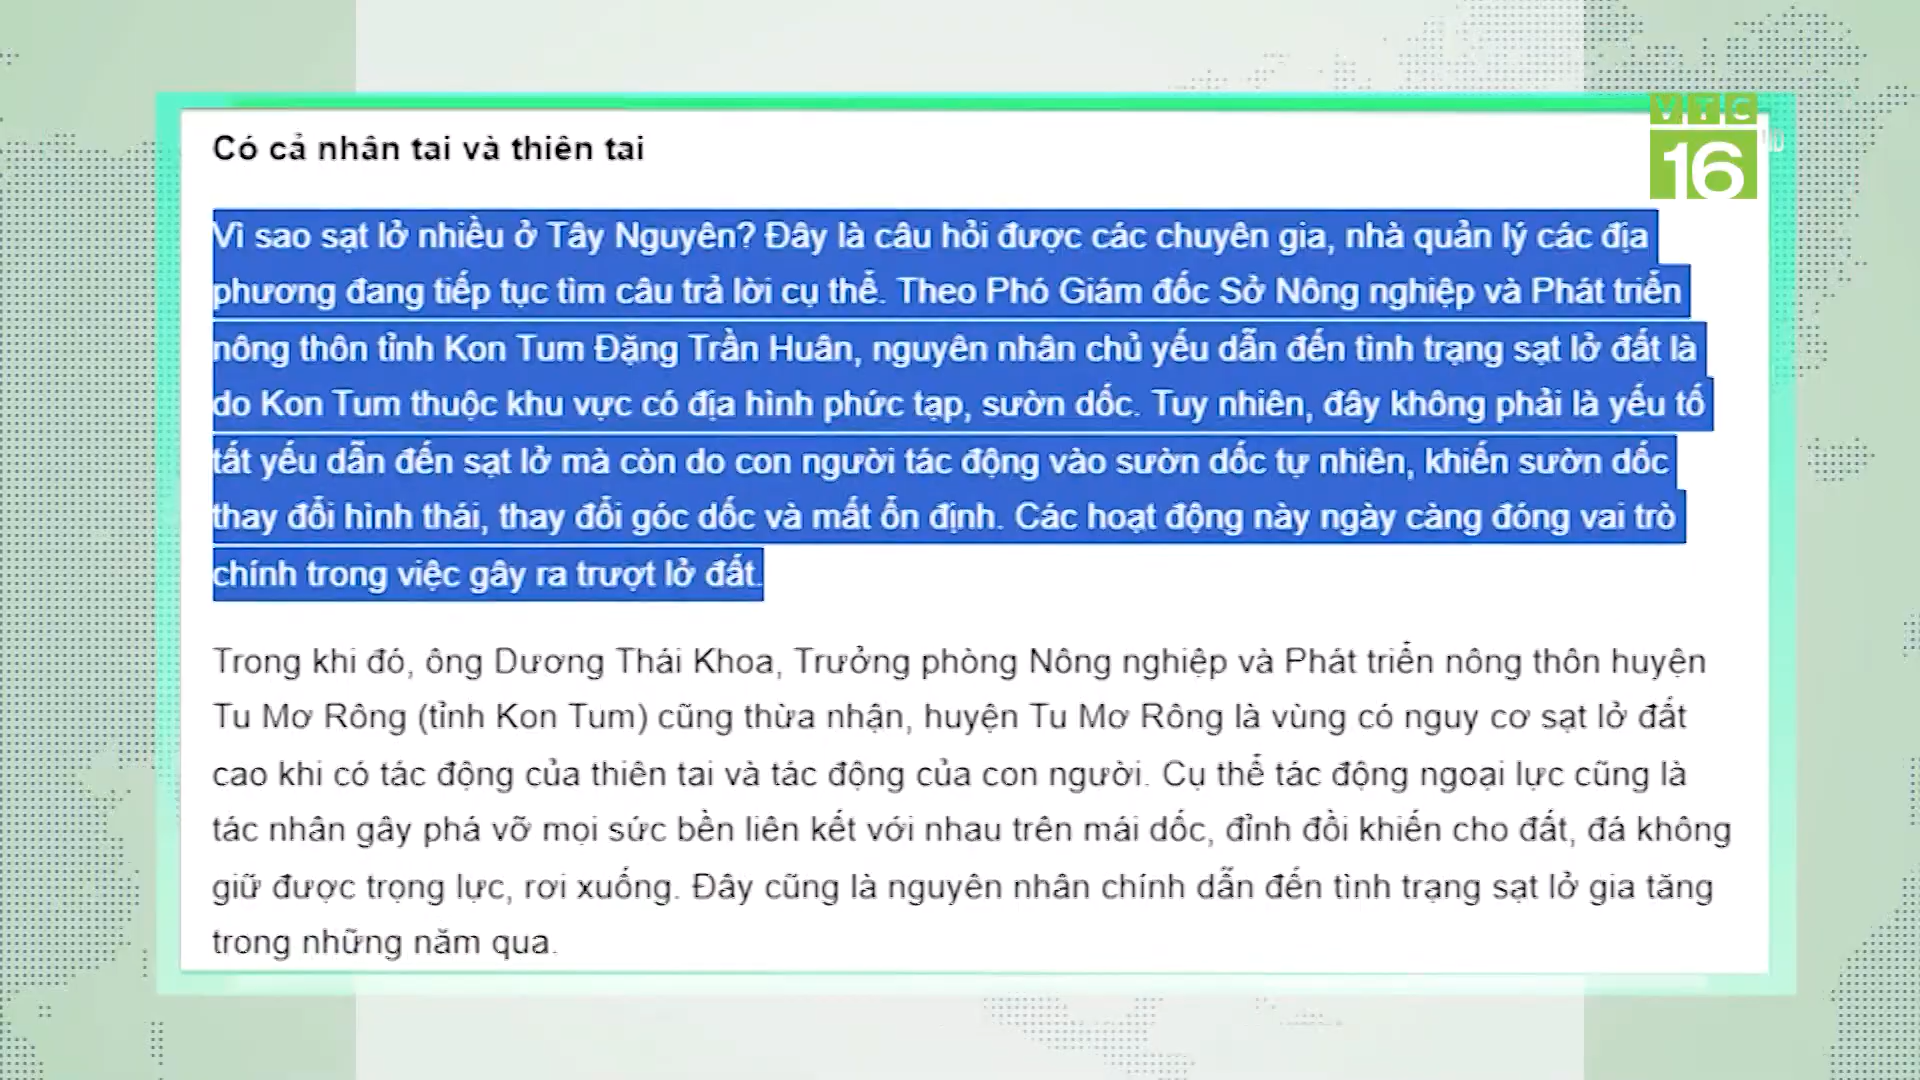 VTC
16
HD
Có cả nhân tai và thiên tai
Vì sao sạt lở nhiều ở Tây Nguyên? Đây là câu hỏi được các chuyên gia, nhà quản lý các địa
phương đang tiếp tục tìm câu trả lời cụ thể. Theo Phó Giám đốc Sở Nông nghiệp và Phát triển
nông thôn tỉnh Kon Tum Đặng Trần Huân, nguyên nhân chủ yếu dẫn đến tình trạng sạt lở đất là
do Kon Tum thuộc khu vực có địa hình phức tạp, sườn dốc. Tuy nhiên, đây không phải là yếu tố
tất yếu dẫn đến sạt lở mà còn do con người tác động vào sườn dốc tự nhiên, khiến sườn dốc
thay đổi hình thái, thay đổi góc dốc và mất ổn định. Các hoạt động này ngày càng đóng vai trò
chính trong việc gây ra trượt lở đất.
Trong khi đó, ông Dương Thái Khoa, Trưởng phòng Nông nghiệp và Phát triển nông thôn huyện
Tu Mơ Rông (tỉnh Kon Tum) cũng thừa nhận, huyện Tu Mơ Rông là vùng có nguy cơ sạt lở đất
cao khi có tác động của thiên tai và tác động của con người. Cụ thể tác động ngoại lực cũng là
tác nhân gây phá vỡ mọi sức bền liên kết với nhau trên mái dốc, đỉnh đồi khiến cho đất, đá không
giữ được trọng lực, rơi xuống. Đây cũng là nguyên nhân chính dẫn đến tình trạng sạt lở gia tăng
trong những năm qua.